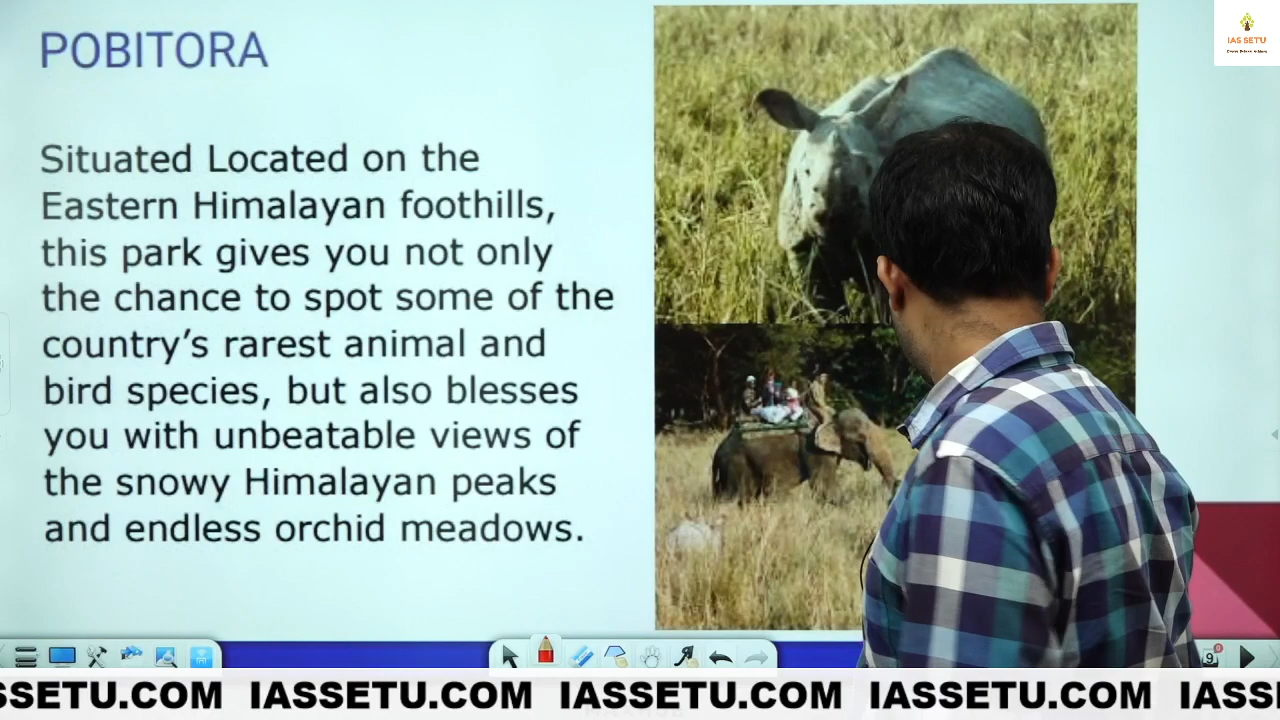 POBITORA
IAS SETU
Situated Located on the
Eastern Himalayan foothills,
this park gives you not only
the chance to spot some of the
country's rarest animal and
bird species, but also blesses
you with unbeatable views of
the snowy Himalayan peaks
and endless orchid meadows.
9
SSETU.COM IASSETU.COM IASSETU.COM IASSETU.COM IASS